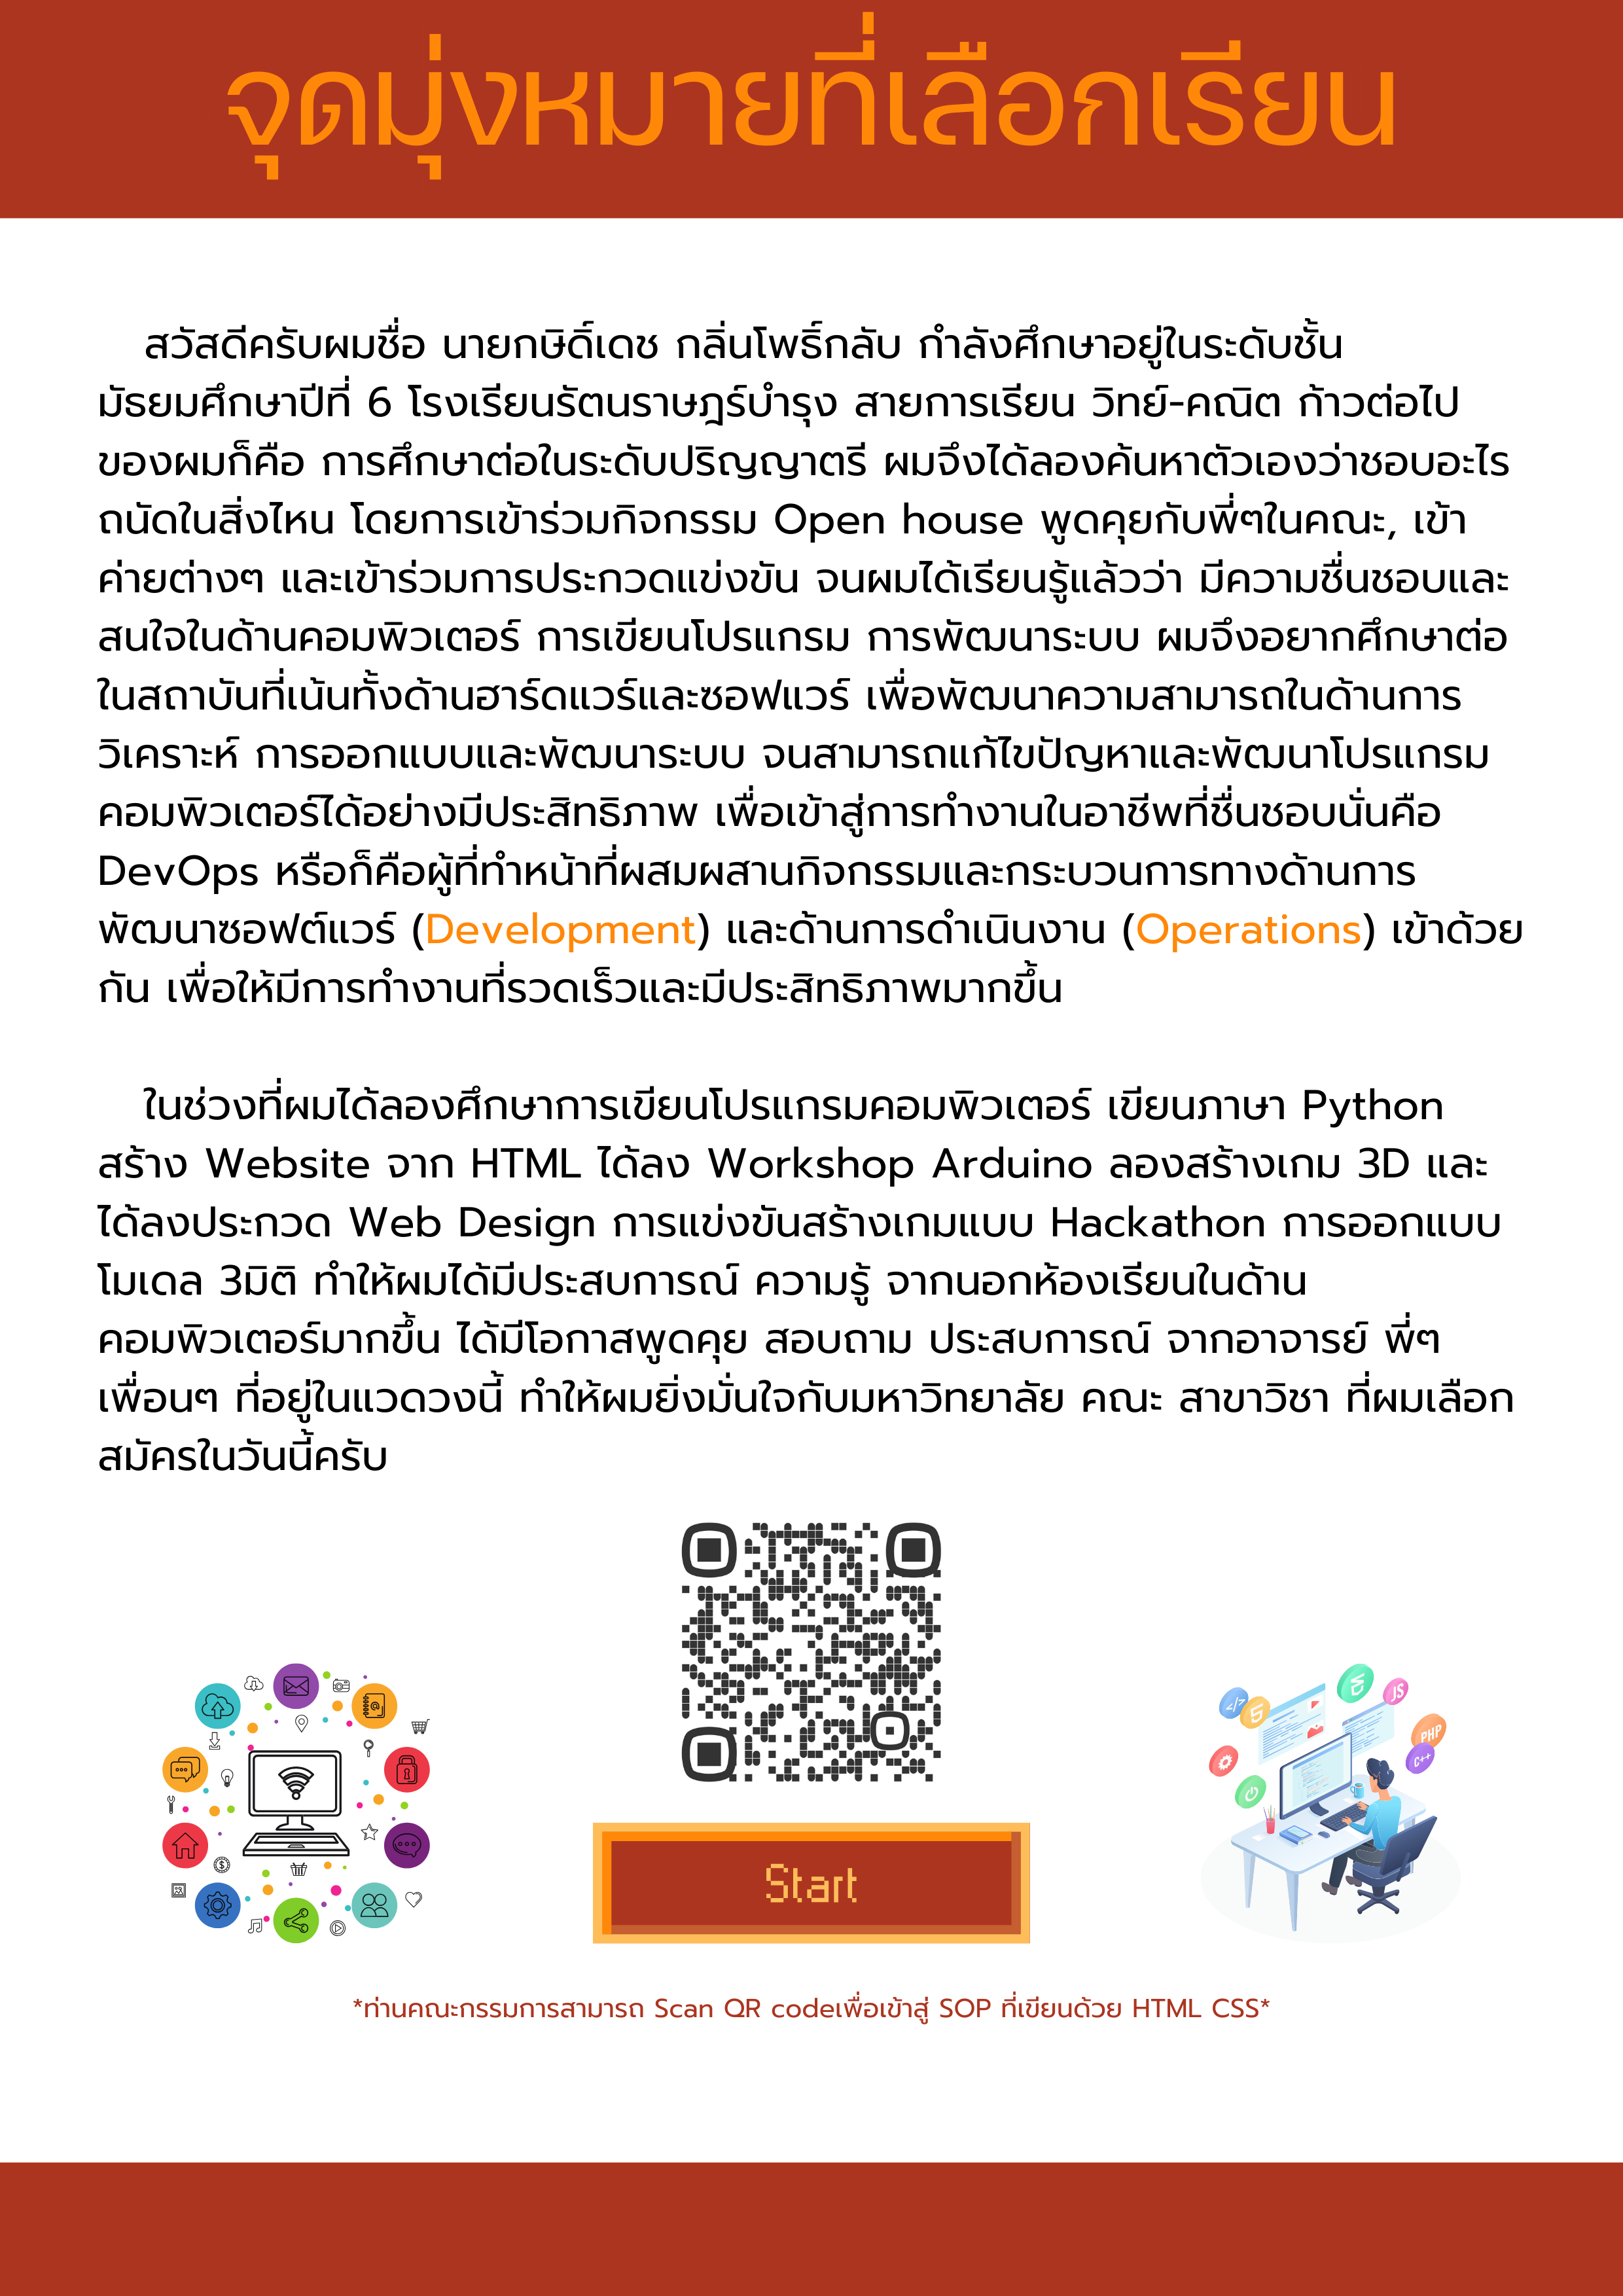 จุดมุ่งหมายที่เลือกเรียน
สวัสดีครับผมชื่อ นายกษิดิ์เดช กลิ่นโพธิ์กลับ กำลังศึกษาอยู่ในระดับชั้น
มัธยมศึกษาปีที่ 6 โรงเรียนรัตนราษฎร์บำรุง สายการเรียน วิทย์-คณิต ก้าวต่อไป
ของผมก็คือ การศึกษาต่อในระดับปริญญาตรี ผมจึงได้ลองค้นหาตัวเองว่าชอบอะไร
ถนัดในสิ่งไหน โดยการเข้าร่วมกิจกรรม Open house พูดคุยกับพี่ๆในคณะ, เข้า
ค่ายต่างๆ และเข้าร่วมการประกวดแข่งขัน จนผมได้เรียนรู้แล้วว่า มีความชื่นชอบและ
สนใจในด้านคอมพิวเตอร์ การเขียนโปรแกรม การพัฒนาระบบ ผมจึงอยากศึกษาต่อ
ในสถาบันที่เน้นทั้งด้านฮาร์ดแวร์และซอฟแวร์ เพื่อพัฒนาความสามารถในด้านการ
วิเคราะห์ การออกแบบและพัฒนาระบบ จนสามารถแก้ไขปัญหาและพัฒนาโปรแกรม
คอมพิวเตอร์ได้อย่างมีประสิทธิภาพ เพื่อเข้าสู่การทำงานในอาชีพที่ชื่นชอบนั่นคือ
DevOps หรือก็คือผู้ที่ทำหน้าที่ผสมผสานกิจกรรมและกระบวนการทางด้านการ
พัฒนาซอฟต์แวร์ (Development) และด้านการดำเนินงาน (Operations) เข้าด้วย
กัน เพื่อให้มีการทำงานที่รวดเร็วและมีประสิทธิภาพมากขึ้น
ในช่วงที่ผมได้ลองศึกษาการเขียนโปรแกรมคอมพิวเตอร์ เขียนภาษา Python
สร้าง Website จาก HTML ได้ลง Workshop Arduino ลองสร้างเกม 3D และ
ได้ลงประกวด Web Design การแข่งขันสร้างเกมแบบ Hackathon การออกแบบ
โมเดล 3มิติ ทำให้ผมได้มีประสบการณ์ ความรู้ จากนอกห้องเรียนในด้าน
คอมพิวเตอร์มากขึ้น ได้มีโอกาสพูดคุย สอบถาม ประสบการณ์ จากอาจารย์ พี่ๆ
เพื่อนๆ ที่อยู่ในแวดวงนี้ ทำให้ผมยิ่งมั่นใจกับมหาวิทยาลัย คณะ สาขาวิชา ที่ผมเลือก
สมัครในวันนี้ครับ
</>
5
JS
PHP
C++
Start
*ท่านคณะกรรมการสามารถ Scan QR codeเพื่อเข้าสู่ SOP ที่เขียนด้วย HTML CSS*